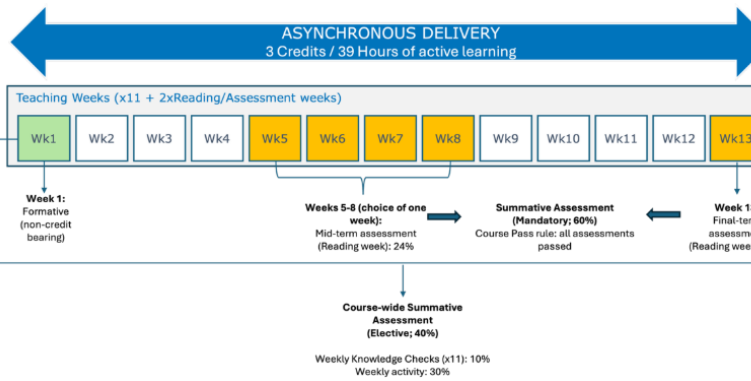 ASYNCHRONOUS DELIVERY
3 Credits / 39 Hours of active learning
Teaching Weeks (x11 + 2xReading/Assessment weeks)
Wk1 Wk2 Wk3 Wk4 Wk5 Wk6 Wk7 Wk8 Wk9 Wk10 Wk11 Wk12 Wk13
Week 1:
Formative
(non-credit
bearing)
Weeks 5-8 (choice of one
week):
Mid-term assessment
(Reading week): 24%
Summative Assessment
(Mandatory; 60%)
Course Pass rule: all assessments
passed
Week 1
Final-ter
assessm
(Reading wee
Course-wide Summative
Assessment
(Elective; 40%)
Weekly Knowledge Checks (x11): 10%
Weekly activity: 30%